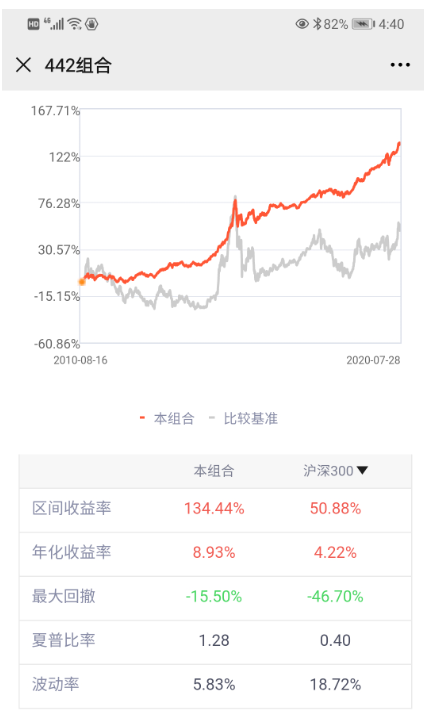 HD 4G 82% 4:40
442组合
167.71%
122%
76.28%
30.57%
-15.15%
-60.86%
2010-08-16 2020-07-28
本组合 比较基准
本组合 沪深300▼
区间收益率 134.44% 50.88%
年化收益率 8.93% 4.22%
最大回撤 -15.50% -46.70%
夏普比率 1.28 0.40
波动率 5.83% 18.72%